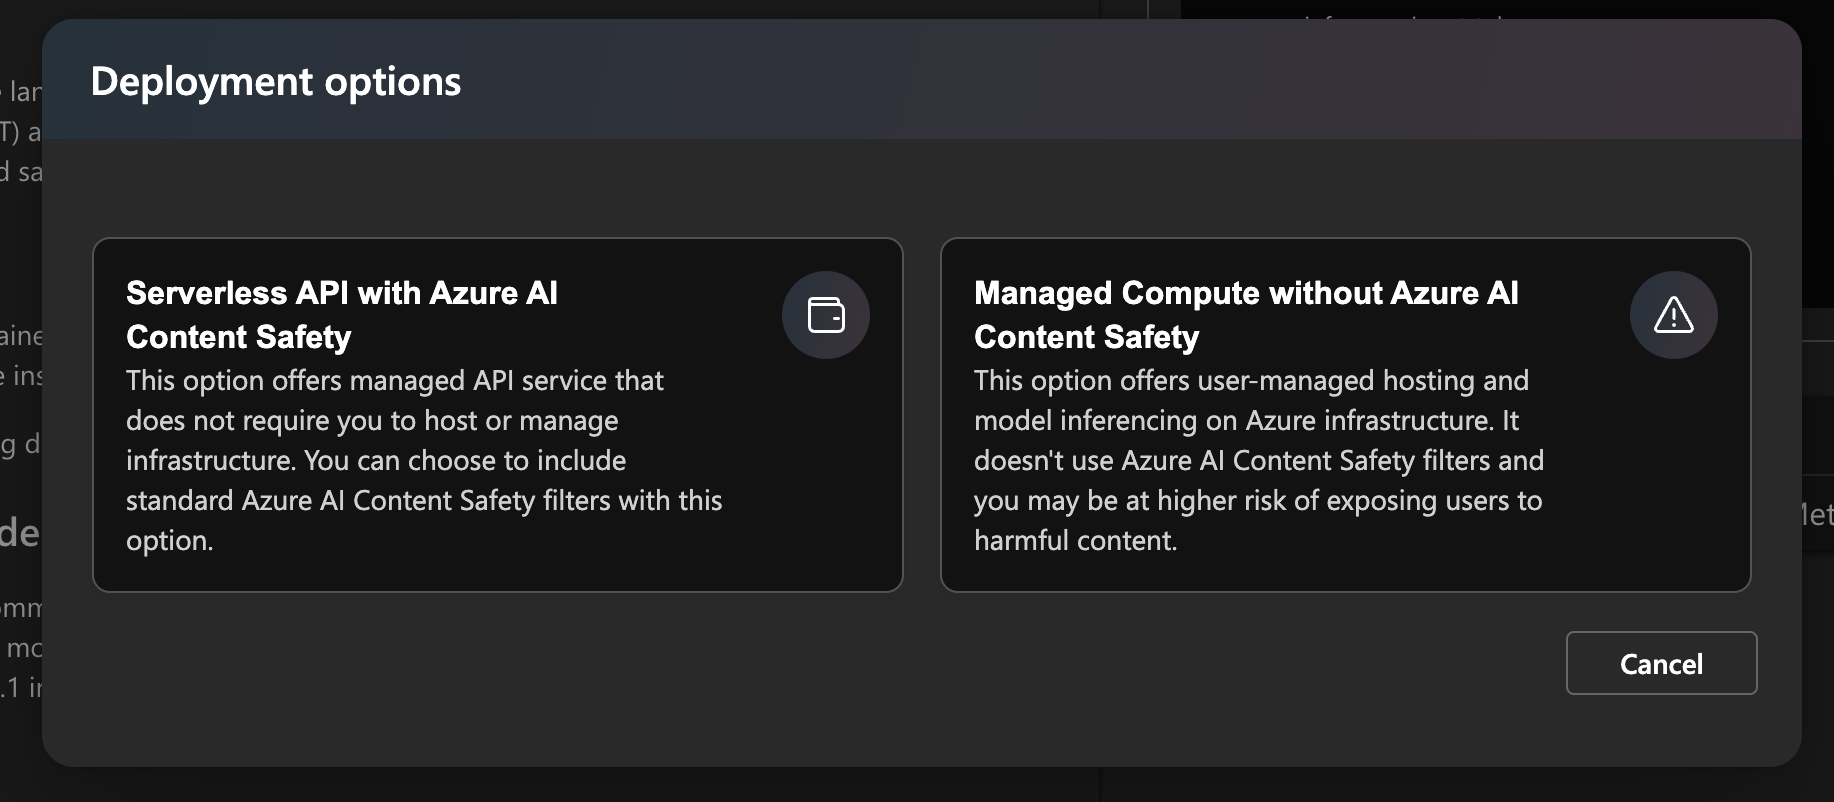 Deployment options
Serverless API with Azure AI
Content Safety
This option offers managed API service that
does not require you to host or manage
infrastructure. You can choose to include
standard Azure AI Content Safety filters with this
option.
Managed Compute without Azure AI
Content Safety
This option offers user-managed hosting and
model inferencing on Azure infrastructure. It
doesn't use Azure AI Content Safety filters and
you may be at higher risk of exposing users to
harmful content.
Cancel